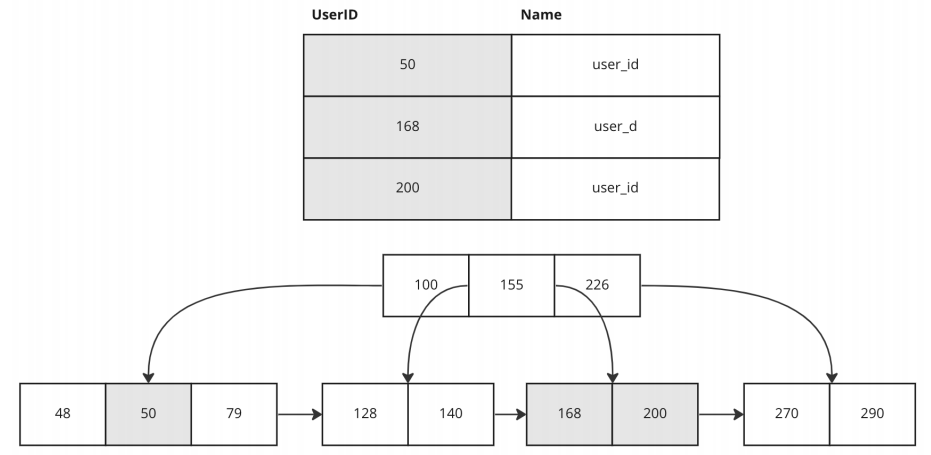 UserID Name
50 user_id
168 user_d
200 user_id
100 155 226
48 50 79 128 140 168 200 270 290